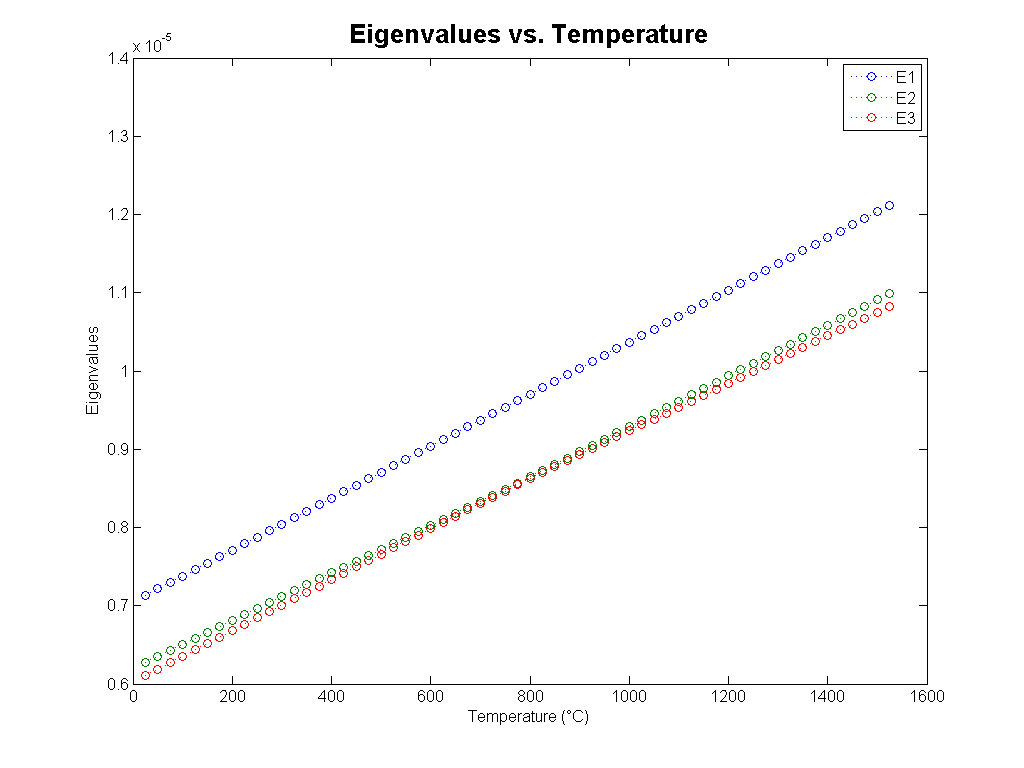 Eigenvalues vs. Temperature
x 10-5
1.4
1.3
1.2
1.1
1
0.9
0.8
0.7
0.6
Eigenvalues
E1
E2
E3
0 200 400 600 800 1000 1200 1400 1600
Temperature (°C)